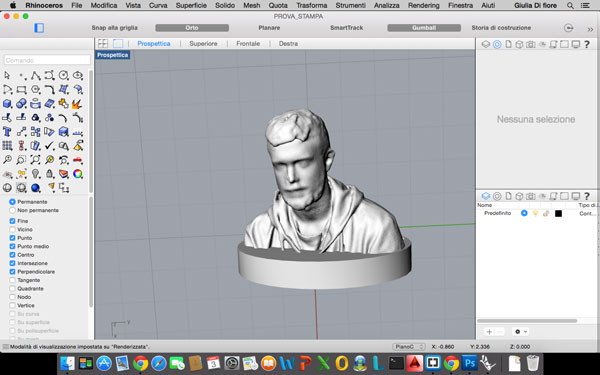 Rhinoceros File Modifica Vista Curva Superficie Solido Mesh Quota Trasforma Strumenti Analizza Rendering Finestra Aiuto Giulia Di fiore
PROVA_STAMPA
Snap alla griglia Orto Planare SmartTrack Gumball Storia di costruzione
Prospettica Superiore Frontale Destra
Comando
Prospettica
Nessuna selezione
Permanente
Non permanente
Fine
Vicino
Punto
Punto medio
Centro
Intersezione
Perpendicolare
Tangente
Quadrante
Nodo
Vertice
Su curva
Su superficie
Su polisuperficie
Nome Tipo di
Predefinito Cont...
y
Modalità di visualizzazione impostata su "Renderizzata". PianoC X: -0.860 Y: 2.336 Z: 0.000